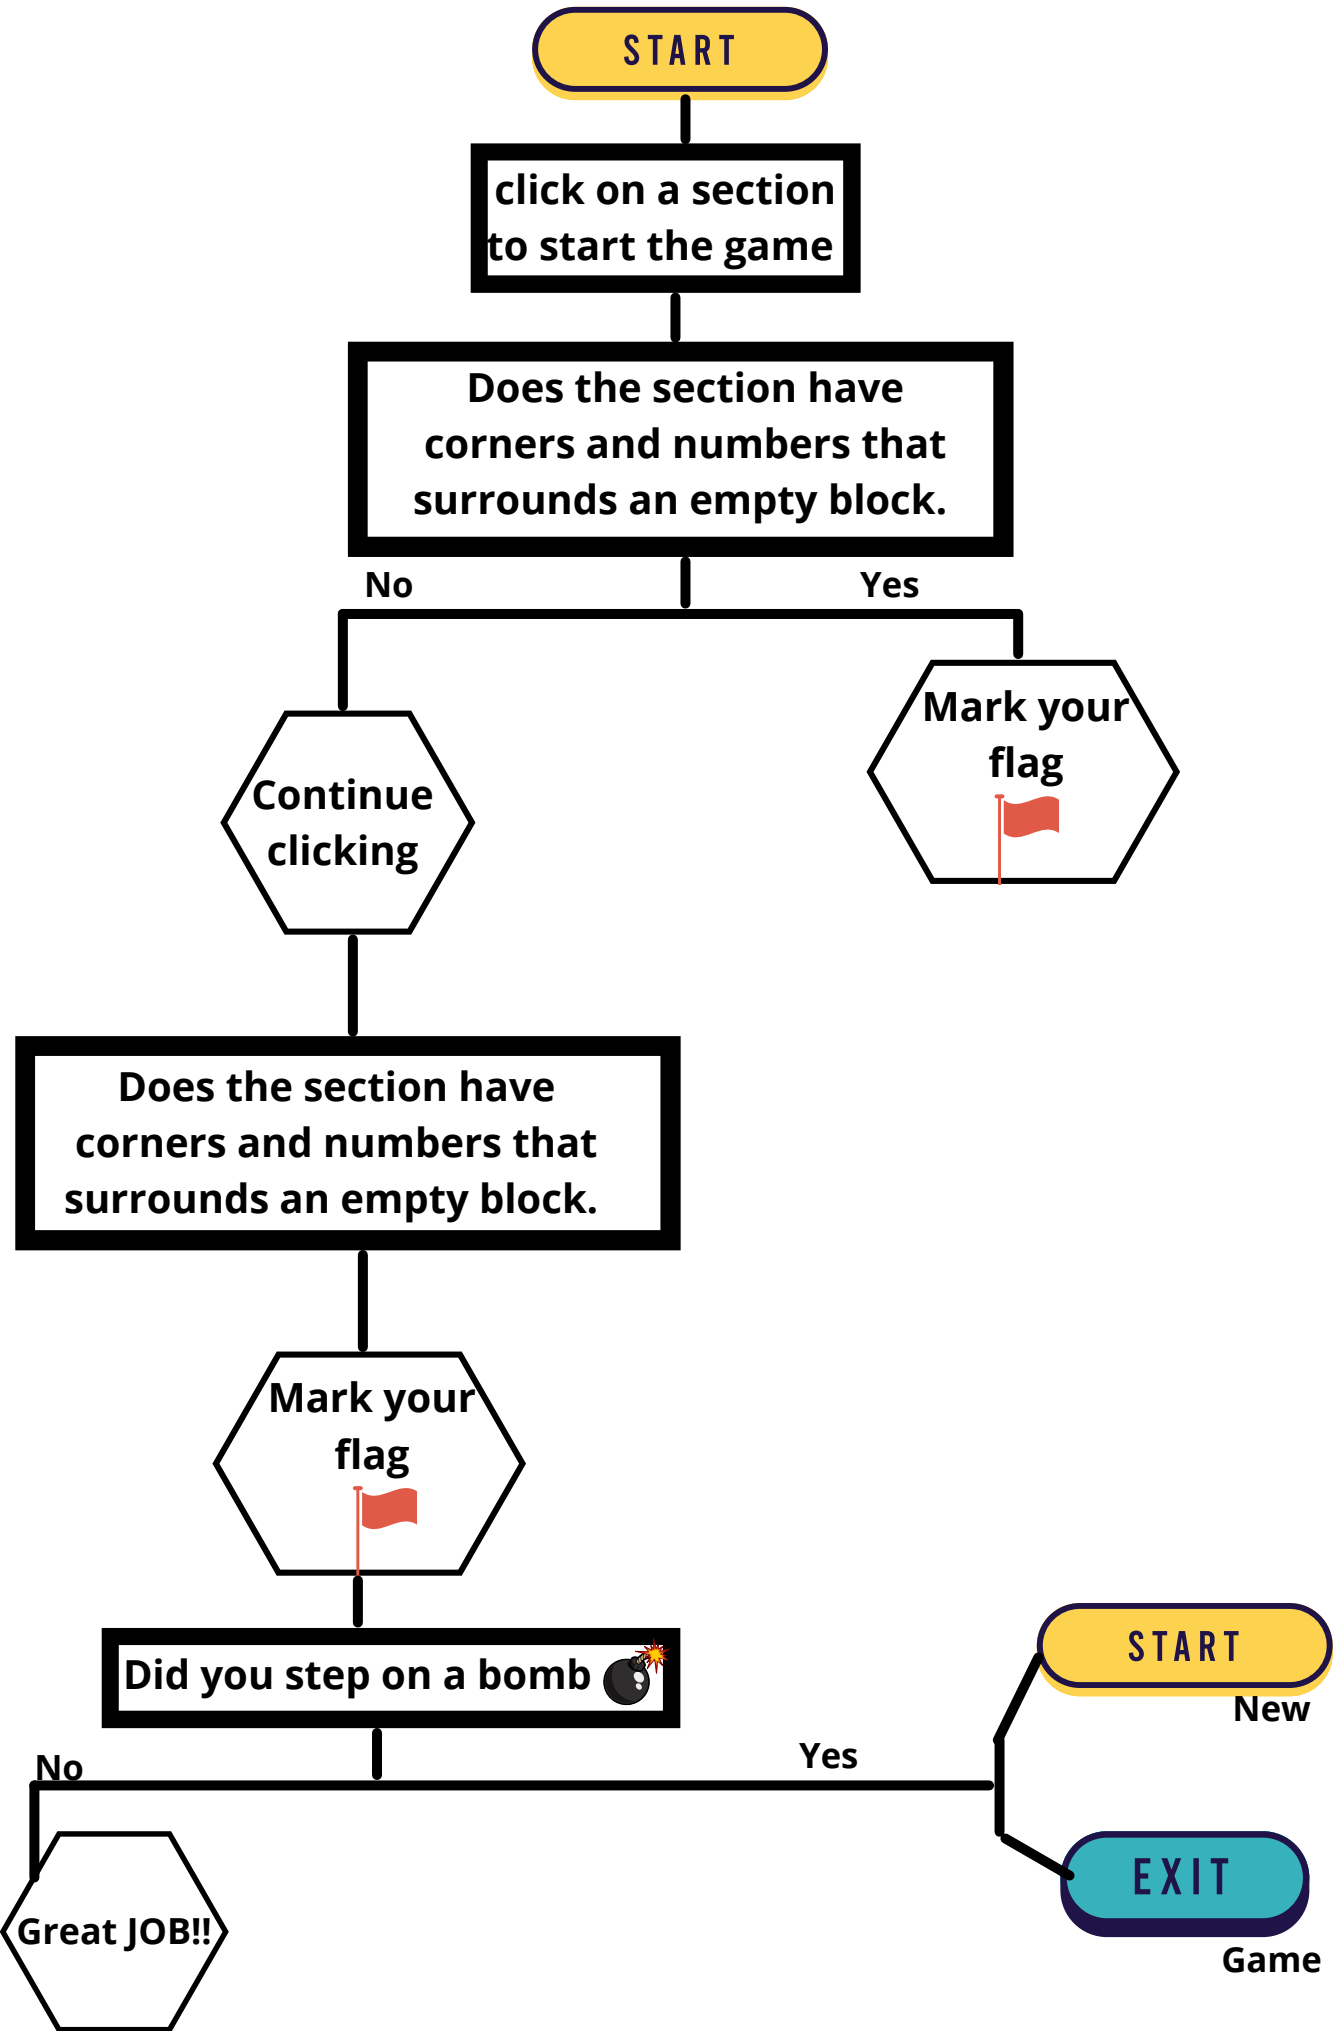 START
click on a section
to start the game
Does the section have
corners and numbers that
surrounds an empty block.
No
Yes
Mark your
flag
Continue
clicking
Does the section have
corners and numbers that
surrounds an empty block.
Mark your
flag
Did you step on a bomb
START
New
No
Yes
EXIT
Game
Great JOB!!